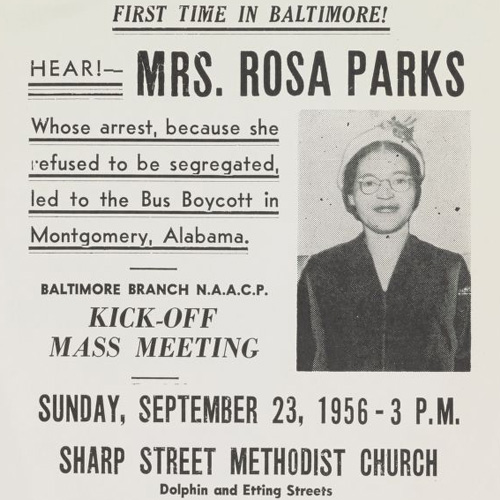 FIRST TIME IN BALTIMORE!
HEAR!— MRS. ROSA PARKS
Whose arrest, because she
refused to be segregated,
led to the Bus Boycott in
Montgomery, Alabama.
BALTIMORE BRANCH N.A.A.C.P.
KICK-OFF
MASS MEETING
SUNDAY, SEPTEMBER 23, 1956 - 3 P.M.
SHARP STREET METHODIST CHURCH
Dolphin and Etting Streets